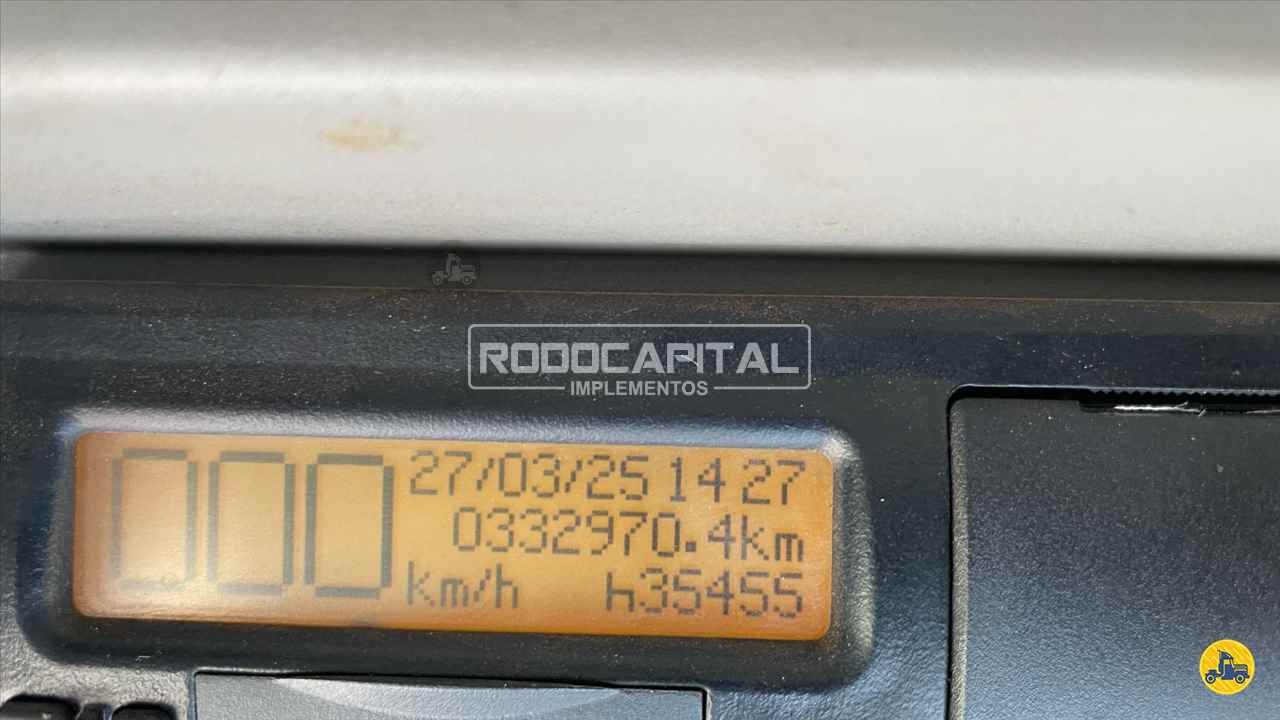 RODOCAPITAL
IMPLEMENTOS
000 27/03/25 14 27
0332970.4km
km/h h35455